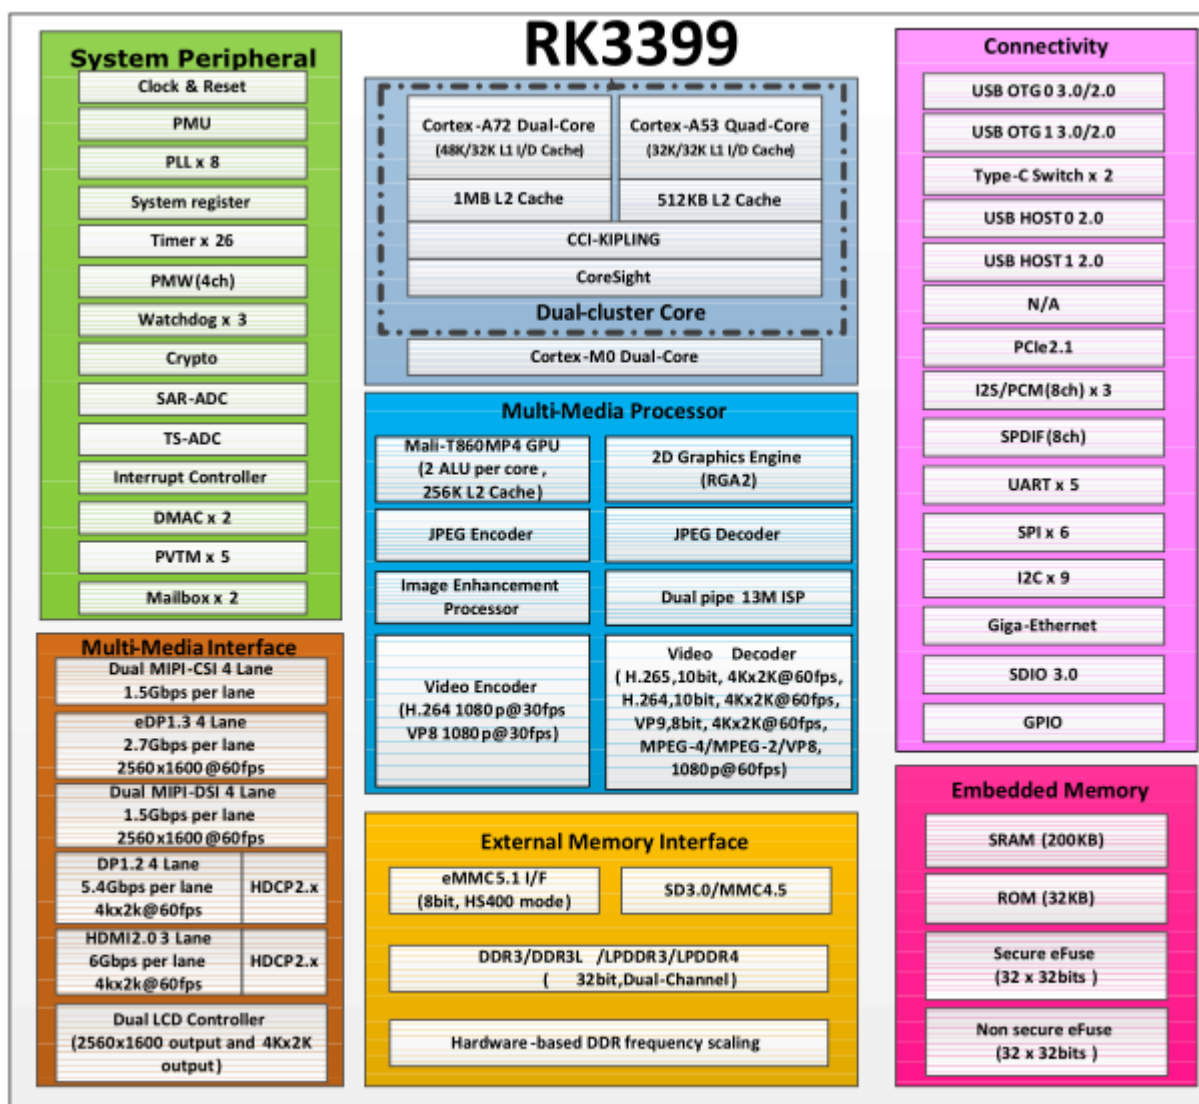 RK3399
System Peripheral
Clock & Reset
PMU
PLL x 8
System register
Timer x 26
PMW(4ch)
Watchdog x 3
Crypto
SAR-ADC
TS-ADC
Interrupt Controller
DMAC x 2
PVTM x 5
Mailbox x 2
Multi-Media Interface
Dual MIPI-CSI 4 Lane
1.5Gbps per lane
eDP1.3 4 Lane
2.7Gbps per lane
2560x1600@60fps
Dual MIPI-DSI 4 Lane
1.5Gbps per lane
2560x1600@60fps
DP1.2 4 Lane
5.4Gbps per lane
4kx2k@60fps
HDCP2.x
HDMI2.0 3 Lane
6Gbps per lane
4kx2k@60fps
HDCP2.x
Dual LCD Controller
(2560x1600 output and 4Kx2K
output)
Cortex-A72 Dual-Core
(48K/32K L1 I/D Cache)
1MB L2 Cache
Cortex-A53 Quad-Core
(32K/32K L1 I/D Cache)
512KB L2 Cache
CCI-KIPLING
CoreSight
Dual-cluster Core
Cortex-M0 Dual-Core
Multi-Media Processor
Mali-T860MP4 GPU
(2 ALU per core ,
256K L2 Cache)
2D Graphics Engine
(RGA2)
JPEG Encoder
JPEG Decoder
Image Enhancement
Processor
Dual pipe 13M ISP
Video Encoder
(H.264 1080p@30fps
VP8 1080p@30fps)
Video Decoder
( H.265,10bit, 4Kx2K@60fps,
H.264,10bit, 4Kx2K@60fps,
VP9,8bit, 4Kx2K@60fps,
MPEG-4/MPEG-2/VP8,
1080p@60fps)
External Memory Interface
eMMC5.1 I/F
(8bit, HS400 mode)
SD3.0/MMC4.5
DDR3/DDR3L /LPDDR3/LPDDR4
( 32bit,Dual-Channel)
Hardware-based DDR frequency scaling
Connectivity
USB OTG0 3.0/2.0
USB OTG1 3.0/2.0
Type-C Switch x 2
USB HOST0 2.0
USB HOST1 2.0
N/A
PCIe2.1
I2S/PCM(8ch) x 3
SPDIF(8ch)
UART x 5
SPI x 6
I2C x 9
Giga-Ethernet
SDIO 3.0
GPIO
Embedded Memory
SRAM (200KB)
ROM (32KB)
Secure eFuse
(32 x 32bits )
Non secure eFuse
(32 x 32bits )